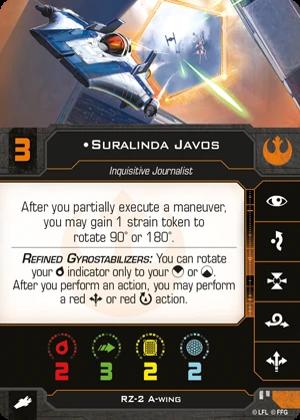 •Suralinda Javos
3
Inquisitive Journalist
After you partially execute a maneuver,
you may gain 1 strain token to
rotate 90° or 180°.
Refined Gyrostabilizers: You can rotate
your indicator only to your or .
After you perform an action, you may perform
a red or red action.
2 3 2 2
RZ-2 A-wing
© LFL © FFG